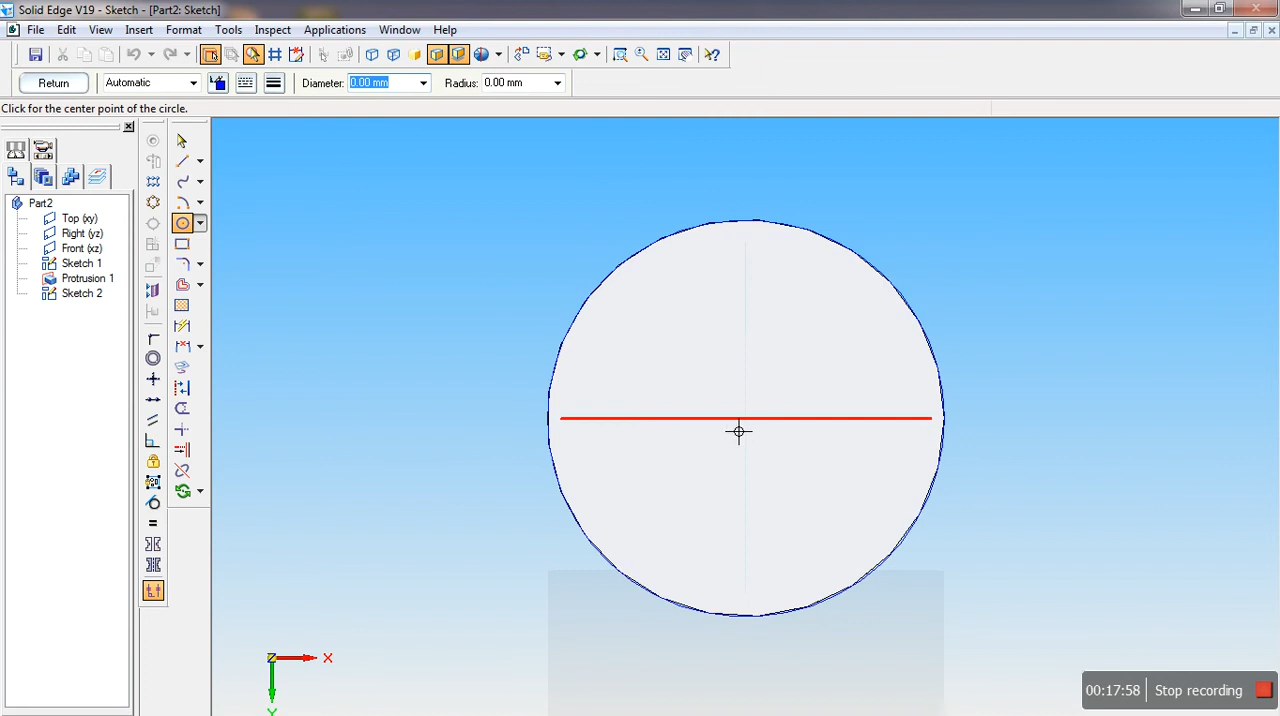 Solid Edge V19 - Sketch - [Part2: Sketch]
File Edit View Insert Format Tools Inspect Applications Window Help
Return Automatic Diameter: 0.00 mm Radius: 0.00 mm
Click for the center point of the circle.
Part2
Top (xy)
Right (yz)
Front (xz)
Sketch 1
Protrusion 1
Sketch 2
X
Y
00:17:58 Stop recording